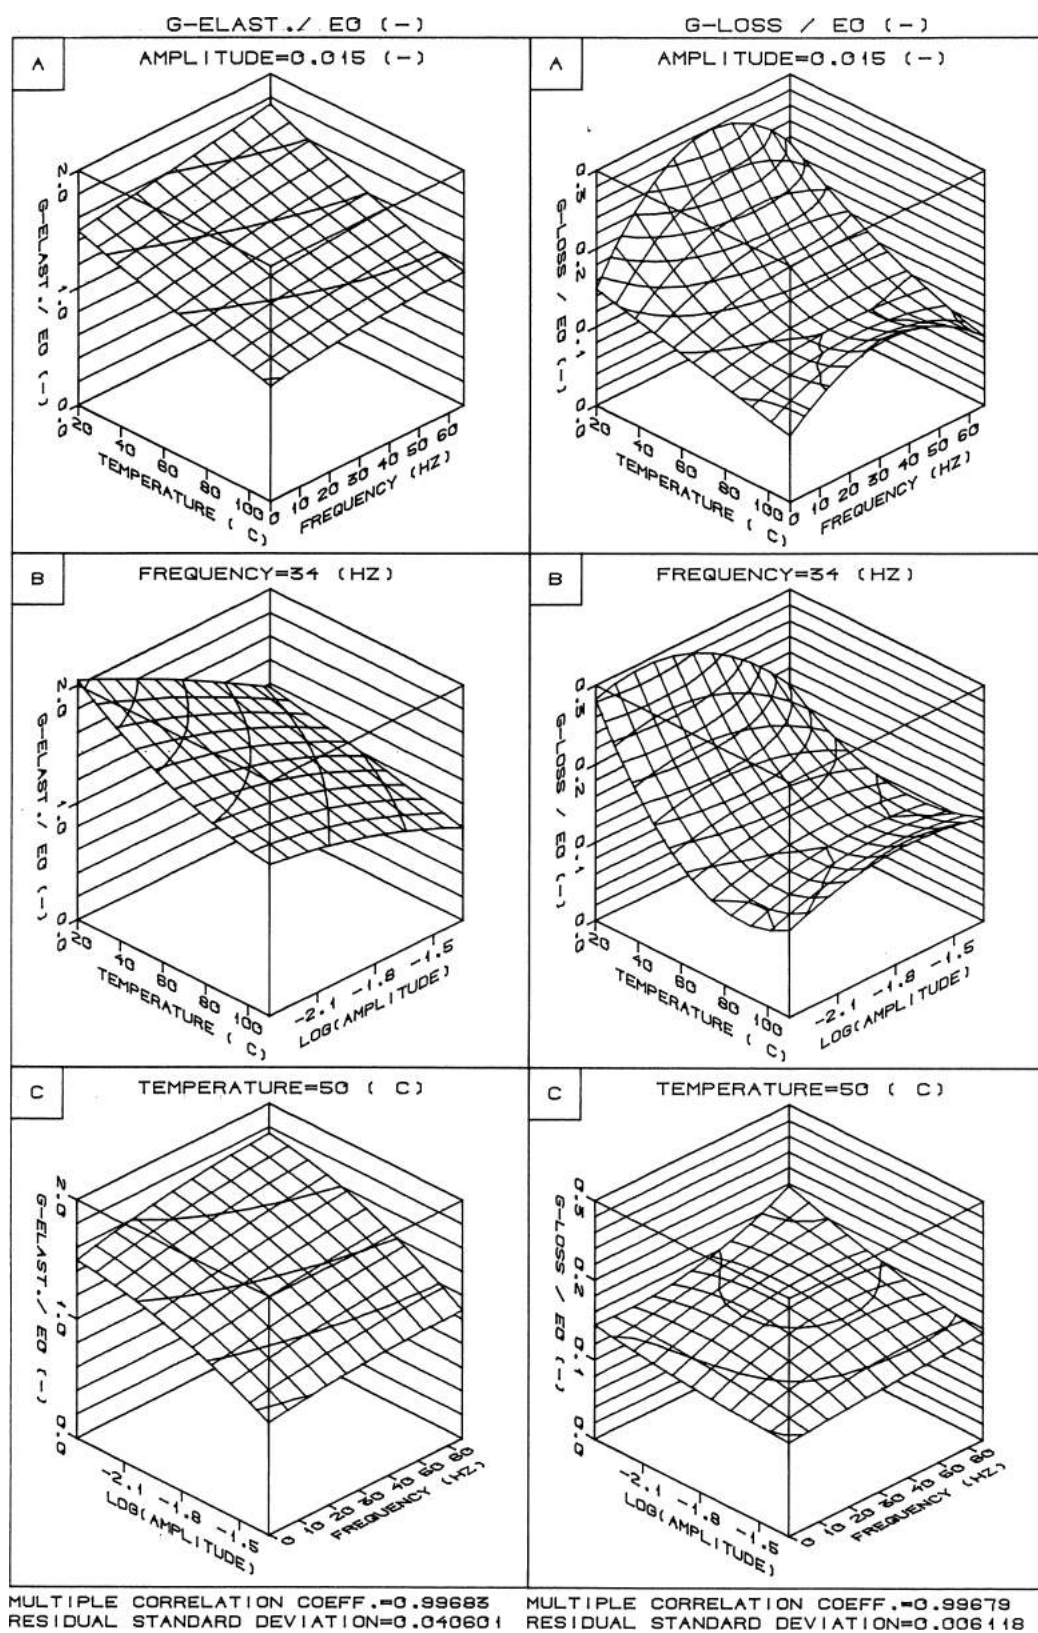 G-ELAST./ E0 (-)
A
AMPLITUDE=0.015 (-)
2.0
1.0
0.0
G-ELAST./ E0 (-)
20 40 60 80 100
TEMPERATURE ( C)
0 10 20 30 40 50 60
FREQUENCY (HZ)
G-LOSS / E0 (-)
A
AMPLITUDE=0.015 (-)
0.3
0.2
0.1
0.0
G-LOSS / E0 (-)
20 40 60 80 100
TEMPERATURE ( C)
0 10 20 30 40 50 60
FREQUENCY (HZ)
B
FREQUENCY=34 (HZ)
2.0
1.0
0.0
G-ELAST./ E0 (-)
20 40 60 80 100
TEMPERATURE ( C)
-2.1 -1.8 -1.5
LOG(AMPLITUDE)
B
FREQUENCY=34 (HZ)
0.3
0.2
0.1
0.0
G-LOSS / E0 (-)
20 40 60 80 100
TEMPERATURE ( C)
-2.1 -1.8 -1.5
LOG(AMPLITUDE)
C
TEMPERATURE=50 ( C)
2.0
1.0
0.0
G-ELAST./ E0 (-)
-2.1 -1.8 -1.5
LOG(AMPLITUDE)
0 10 20 30 40 50 60
FREQUENCY (HZ)
C
TEMPERATURE=50 ( C)
0.3
0.2
0.1
0.0
G-LOSS / E0 (-)
-2.1 -1.8 -1.5
LOG(AMPLITUDE)
0 10 20 30 40 50 60
FREQUENCY (HZ)
MULTIPLE CORRELATION COEFF.=0.99683
RESIDUAL STANDARD DEVIATION=0.040601
MULTIPLE CORRELATION COEFF.=0.99679
RESIDUAL STANDARD DEVIATION=0.006118